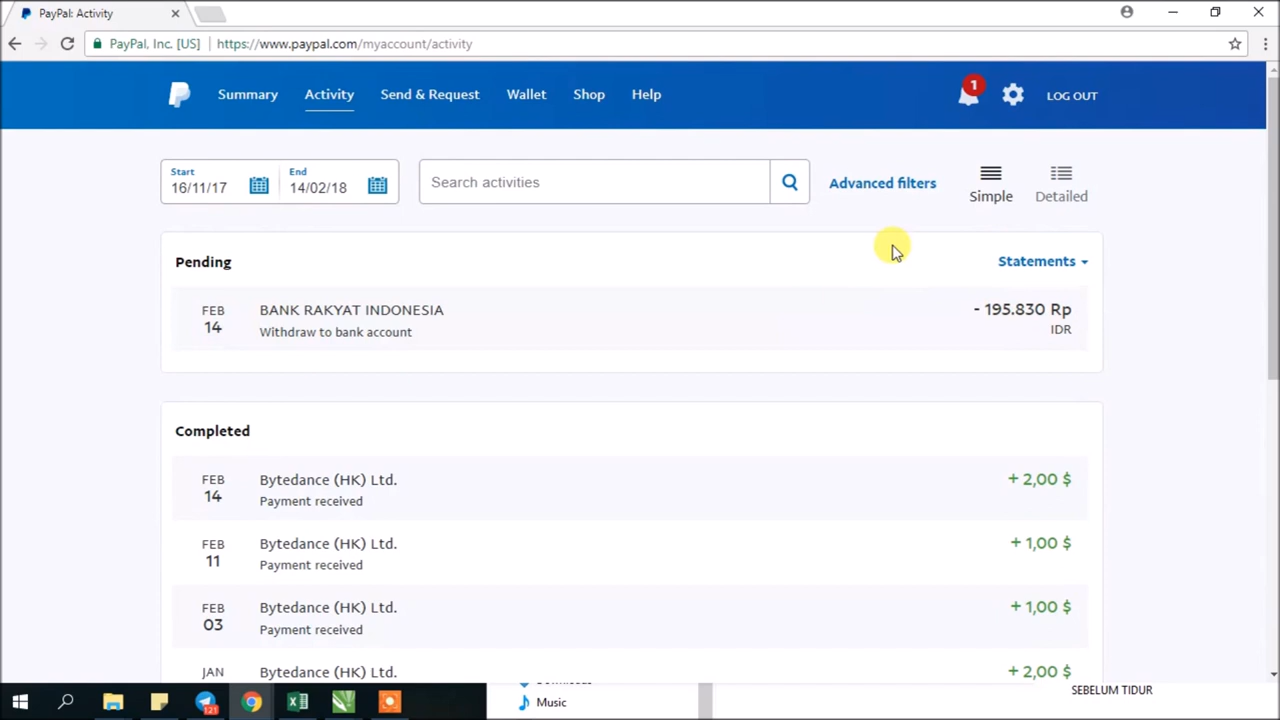 PayPal: Activity
PayPal, Inc. [US]
https://www.paypal.com/myaccount/activity
Summary
Activity
Send & Request
Wallet
Shop
Help
1
LOG OUT
Start
16/11/17
End
14/02/18
Search activities
Advanced filters
Simple
Detailed
Pending
Statements
FEB
14
BANK RAKYAT INDONESIA
Withdraw to bank account
- 195.830 Rp
IDR
Completed
FEB
14
Bytedance (HK) Ltd.
Payment received
+ 2,00 $
FEB
11
Bytedance (HK) Ltd.
Payment received
+ 1,00 $
FEB
03
Bytedance (HK) Ltd.
Payment received
+ 1,00 $
JAN
Bytedance (HK) Ltd.
+ 2,00 $
Music
SEBELUM TIDUR